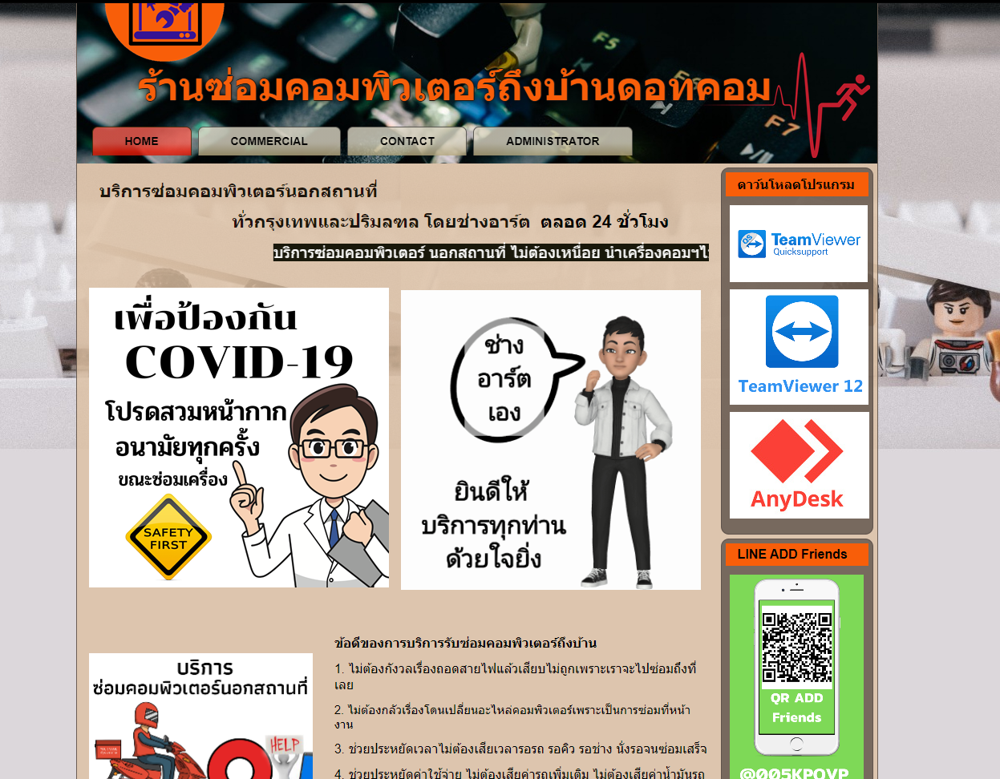 ร้านซ่อมคอมพิวเตอร์ถึงบ้านดอทคอม
F5
F6
F7
HOME
COMMERCIAL
CONTACT
ADMINISTRATOR
บริการซ่อมคอมพิวเตอร์นอกสถานที่
ทั่วกรุงเทพและปริมลฑล โดยช่างอาร์ต ตลอด 24 ชั่วโมง
บริการซ่อมคอมพิวเตอร์ นอกสถานที่ ไม่ต้องเหนื่อย นำเครื่องคอมฯไป
เพื่อป้องกัน
COVID-19
โปรดสวมหน้ากาก
อนามัยทุกครั้ง
ขณะซ่อมเครื่อง
SAFETY
FIRST
ช่าง
อาร์ต
เอง
ยินดีให้
บริการทุกท่าน
ด้วยใจยิ่ง
ดาวน์โหลดโปรแกรม
TeamViewer
Quicksupport
TeamViewer 12
AnyDesk
LINE ADD Friends
QR ADD
Friends
@005KPOVP
บริการ
ซ่อมคอมพิวเตอร์นอกสถานที่
HELP
ข้อดีของการบริการรับซ่อมคอมพิวเตอร์ถึงบ้าน
1. ไม่ต้องกังวลเรื่องถอดสายไฟแล้วเสียบไม่ถูกเพราะเราจะไปซ่อมถึงที่
เลย
2. ไม่ต้องกลัวเรื่องโดนเปลี่ยนอะไหล่คอมพิวเตอร์เพราะเป็นการซ่อมที่หน้า
งาน
3. ช่วยประหยัดเวลาไม่ต้องเสียเวลารอรถ รอคิว รอช่าง นั่งรอจนซ่อมเสร็จ
4. ช่วยประหยัดค่าใช้จ่าย ไม่ต้องเสียค่ารถเพิ่มเติม ไม่ต้องเสียค่าน้ำมันรถ